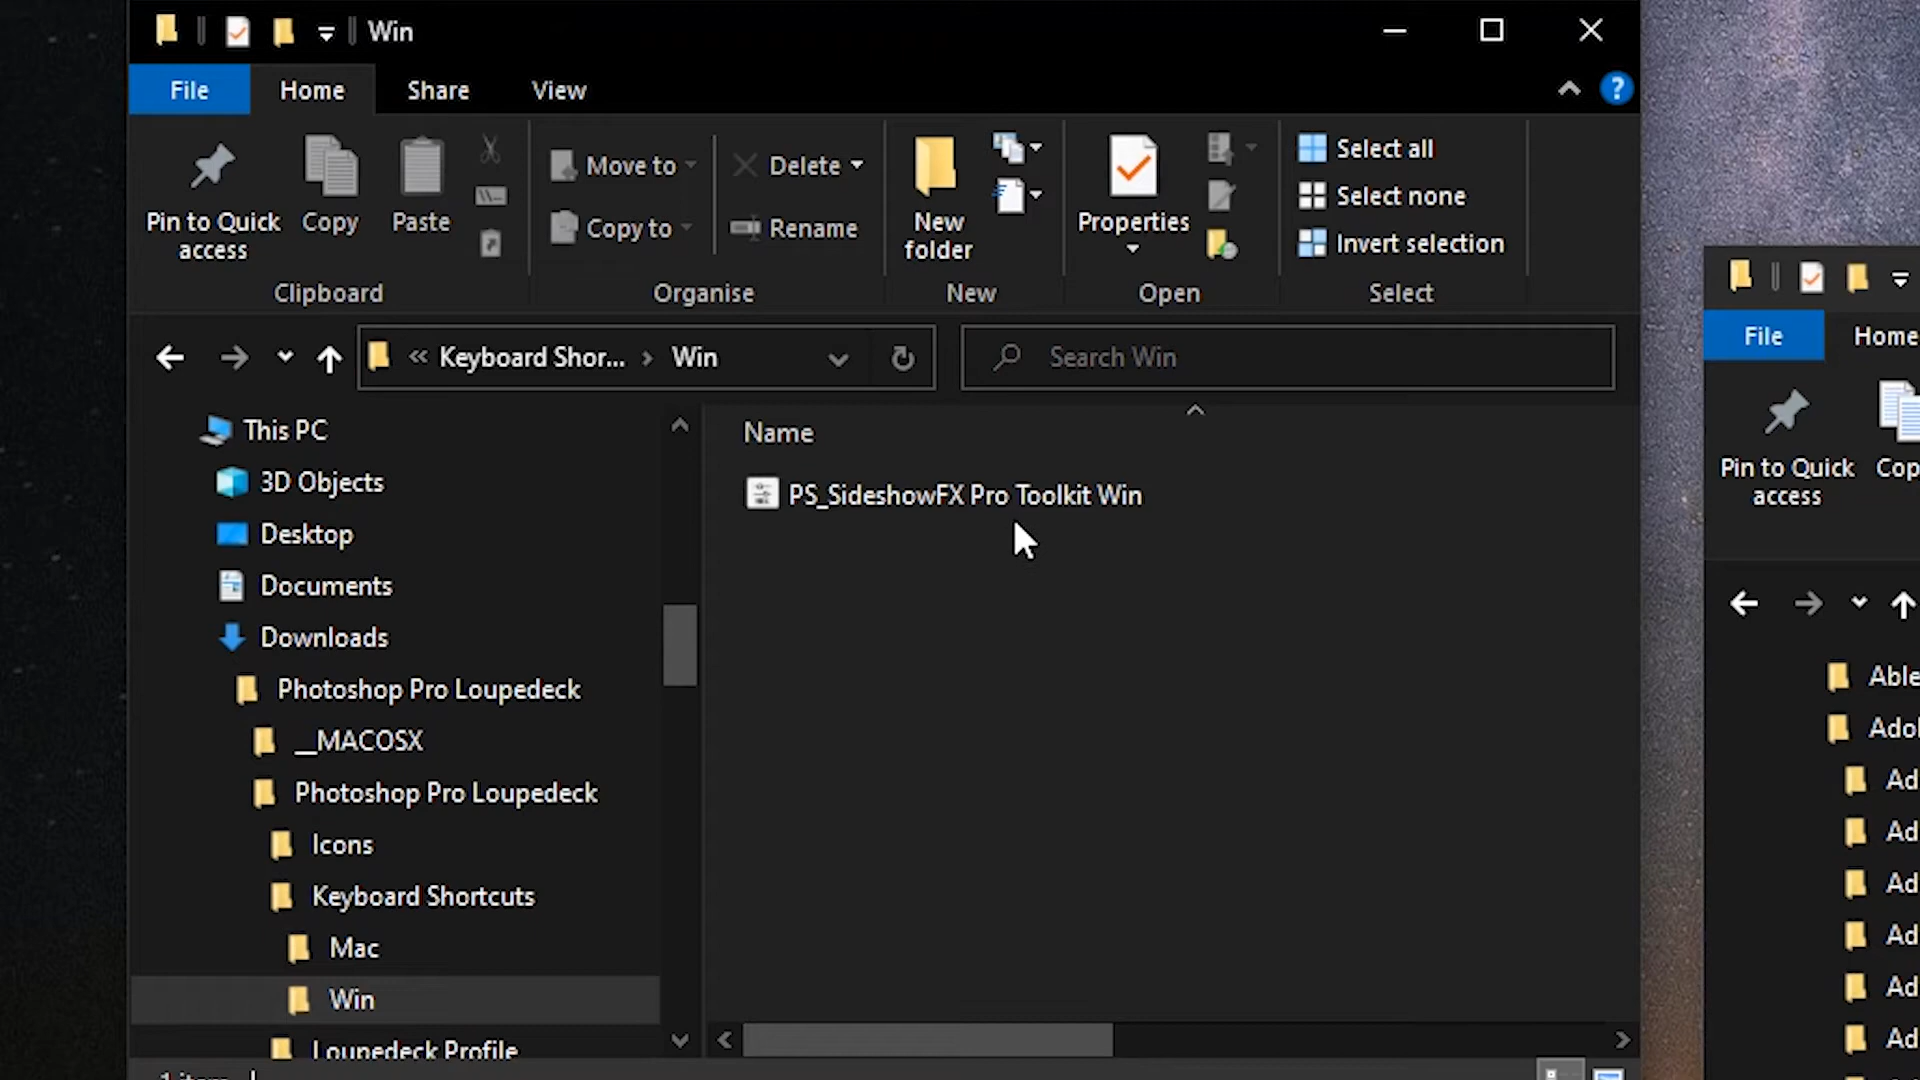 Win
File Home Share View
?
Pin to Quick access
Copy
Paste
Move to
Copy to
Delete
Rename
New folder
Properties
Select all
Select none
Invert selection
Clipboard Organise New Open Select
« Keyboard Shor... > Win
Search Win
This PC
3D Objects
Desktop
Documents
Downloads
Photoshop Pro Loupedeck
__MACOSX
Photoshop Pro Loupedeck
Icons
Keyboard Shortcuts
Mac
Win
Loupedeck Profile
Name
PS_SideshowFX Pro Toolkit Win
1 item
File Home
Pin to Quick access
Cop
Able
Adol
Ad
Ad
Ad
Ad
Ad
Ad